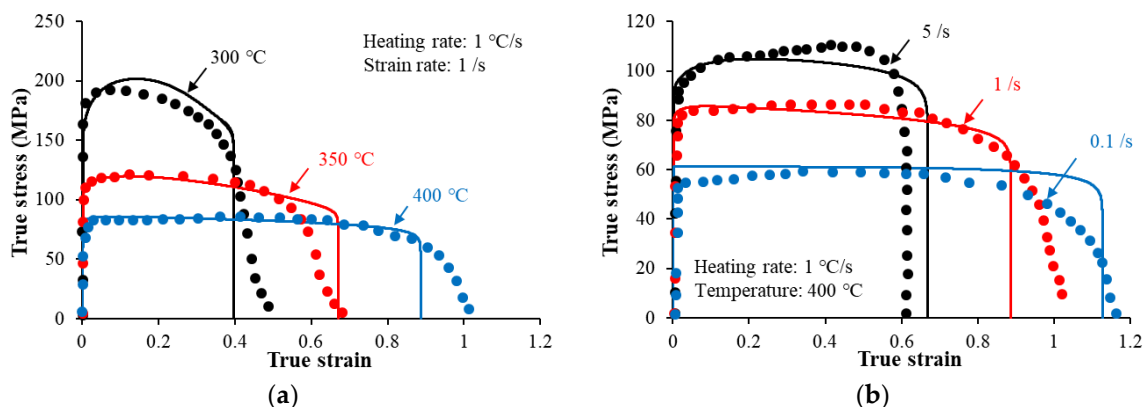 250
200
150
100
50
0
True stress (MPa)
300 ℃
350 ℃
400 ℃
Heating rate: 1 ℃/s
Strain rate: 1 /s
0 0.2 0.4 0.6 0.8 1 1.2
True strain
(a)
120
100
80
60
40
20
0
True stress (MPa)
5 /s
1 /s
0.1 /s
Heating rate: 1 ℃/s
Temperature: 400 ℃
0 0.2 0.4 0.6 0.8 1 1.2
True strain
(b)